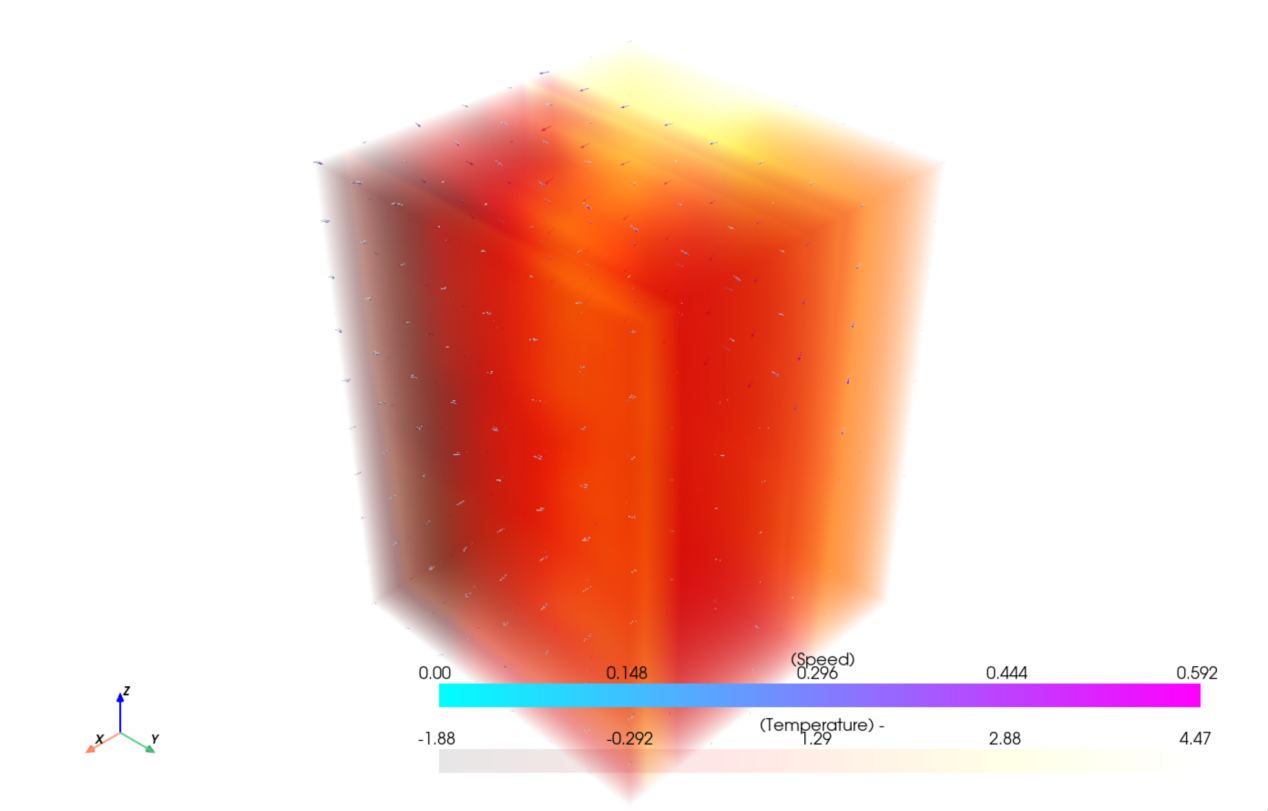 (Speed)
0.00 0.148 0.296 0.444 0.592
(Temperature) -
-1.88 -0.292 1.29 2.88 4.47
Z
X Y